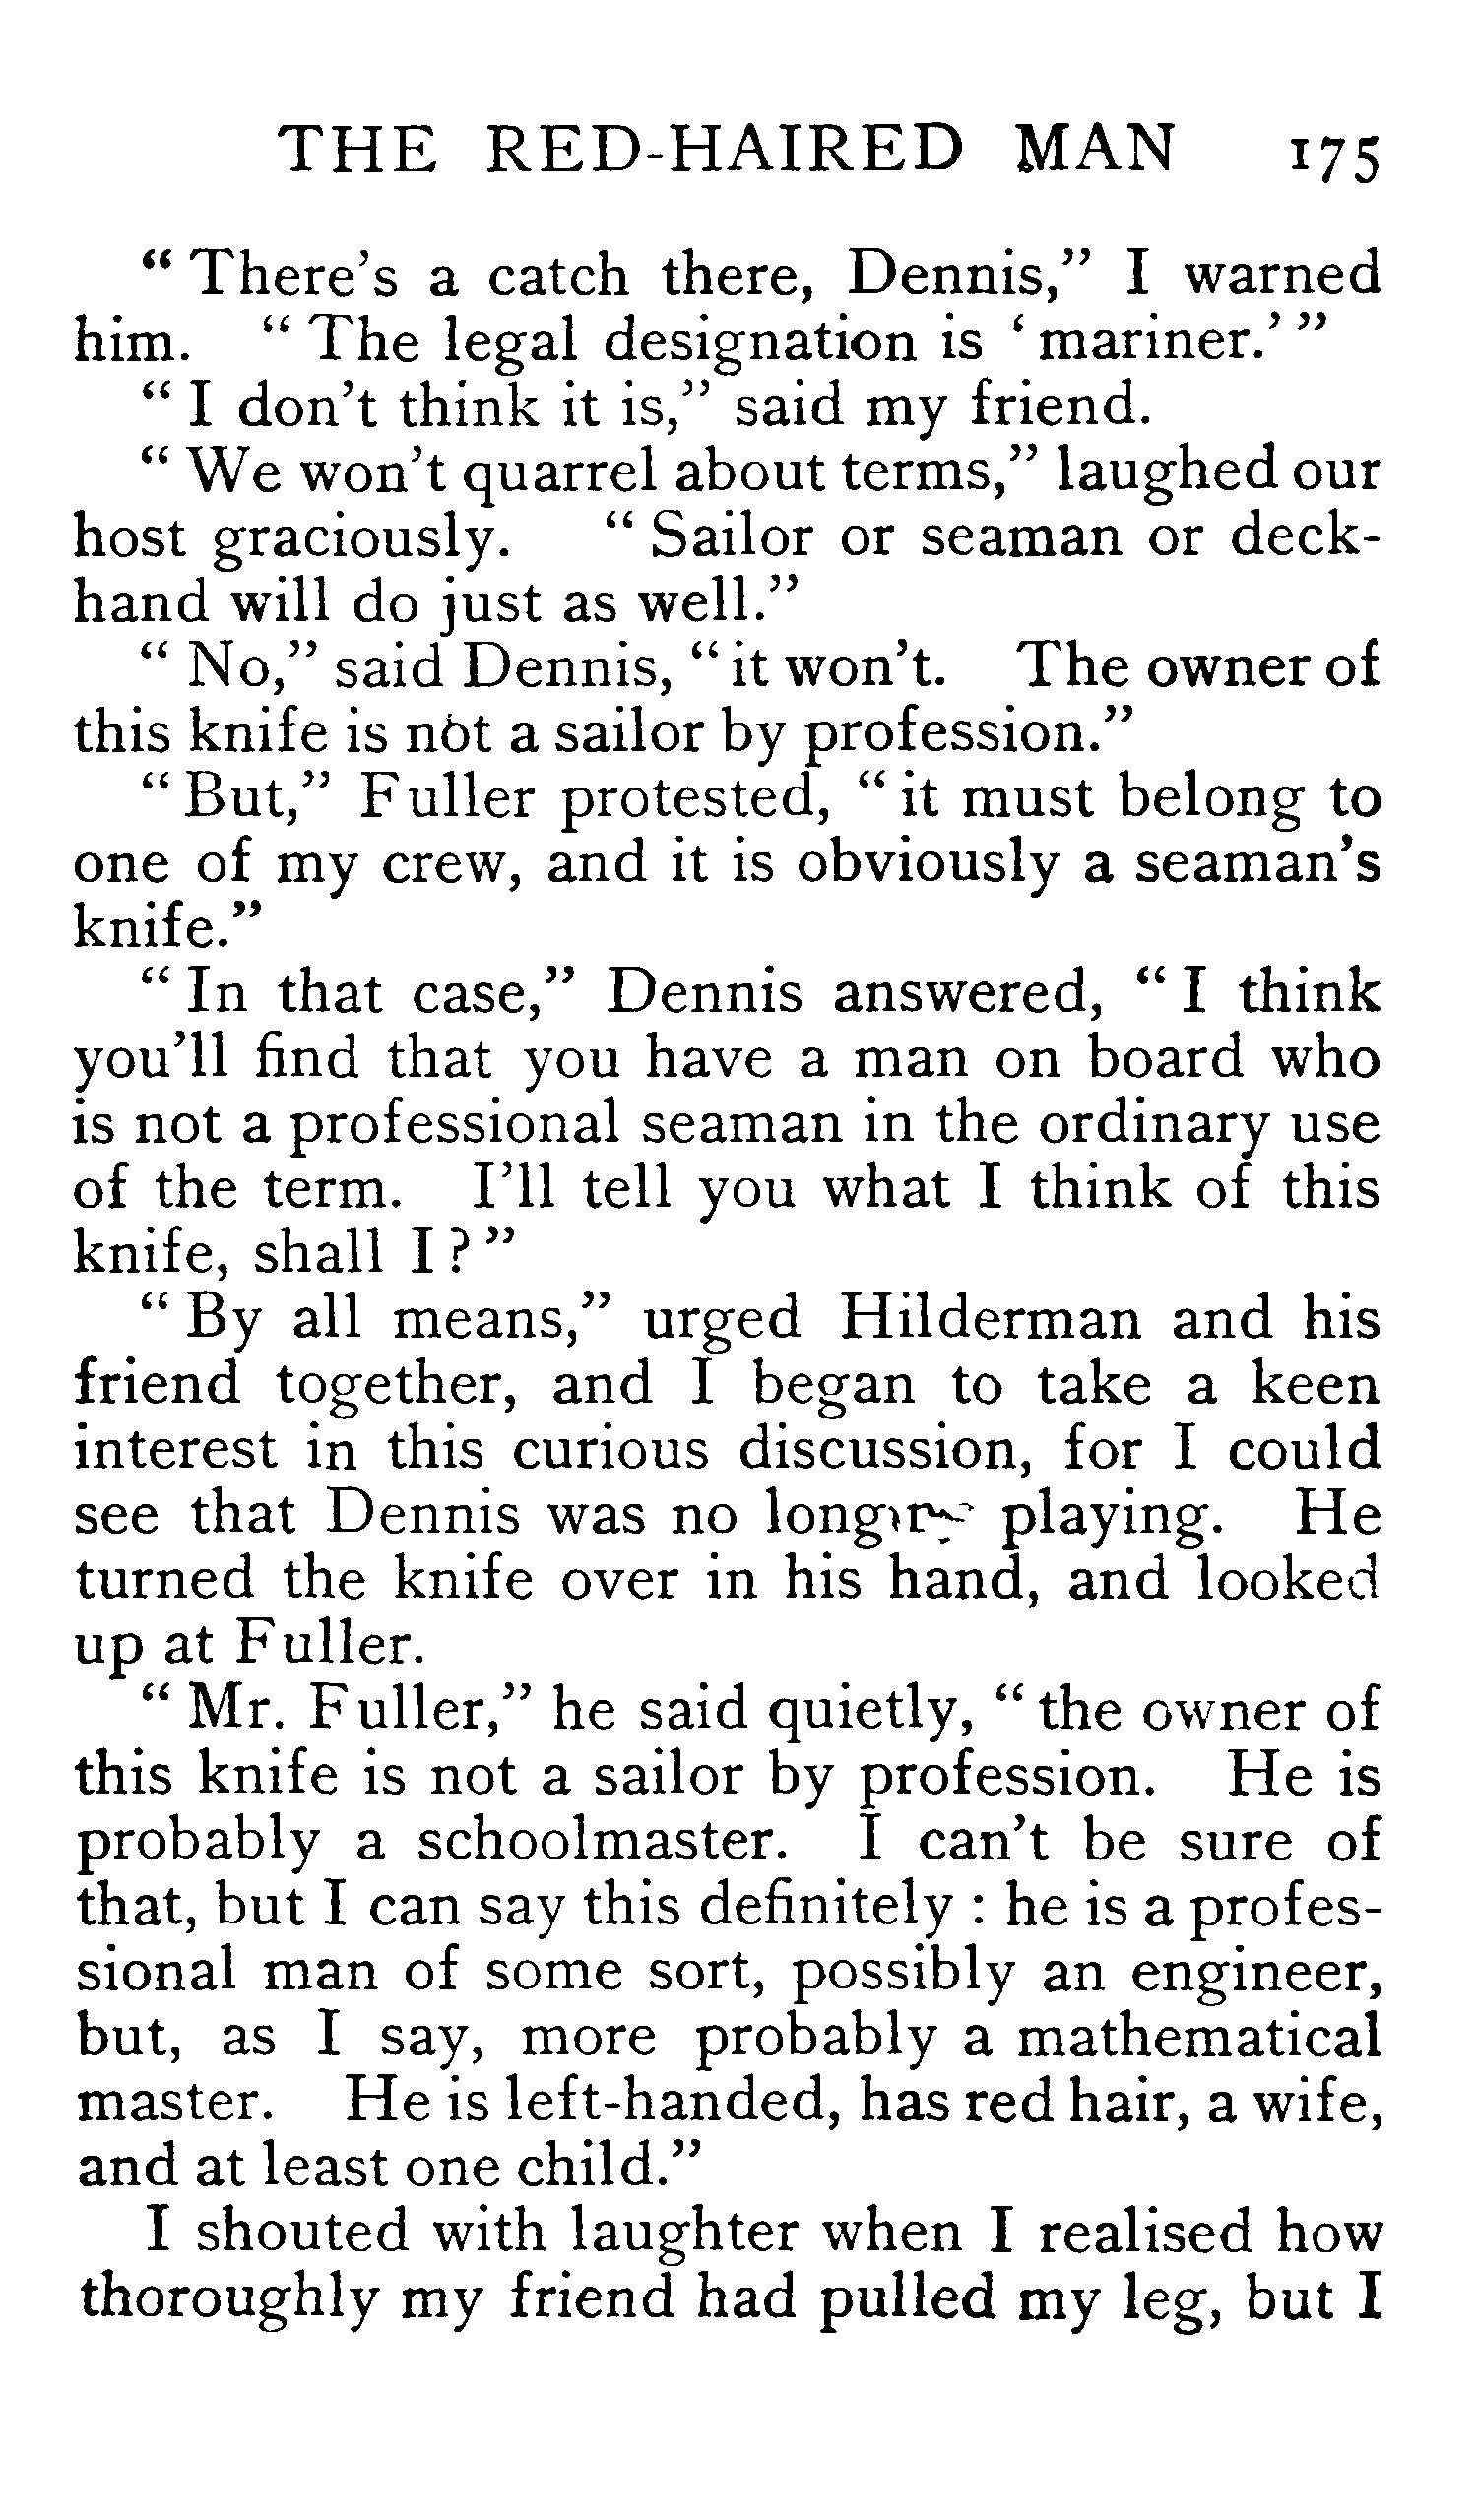 THE RED-HAIRED MAN 175
“ There's a catch there, Dennis,” I warned
him. “ The legal designation is ‘ mariner.’ ”
“ I don't think it is,” said my friend.
“ We won't quarrel about terms,” laughed our
host graciously. “ Sailor or seaman or deck-
hand will do just as well.”
“ No,” said Dennis, “ it won't. The owner of
this knife is not a sailor by profession.”
“ But,” Fuller protested, “ it must belong to
one of my crew, and it is obviously a seaman's
knife.”
“ In that case,” Dennis answered, “ I think
you'll find that you have a man on board who
is not a professional seaman in the ordinary use
of the term. I'll tell you what I think of this
knife, shall I ? ”
“ By all means,” urged Hilderman and his
friend together, and I began to take a keen
interest in this curious discussion, for I could
see that Dennis was no playing. He
turned the knife over in his hand, and looked
up at Fuller.
“ Mr. Fuller,” he said quietly, “ the owner of
this knife is not a sailor by profession. He is
probably a schoolmaster. I can't be sure of
that, but I can say this definitely : he is a profes-
sional man of some sort, possibly an engineer,
but, as I say, more probably a mathematical
master. He is left-handed, has red hair, a wife,
and at least one child.”
I shouted with laughter when I realised how
thoroughly my friend had pulled my leg, but I